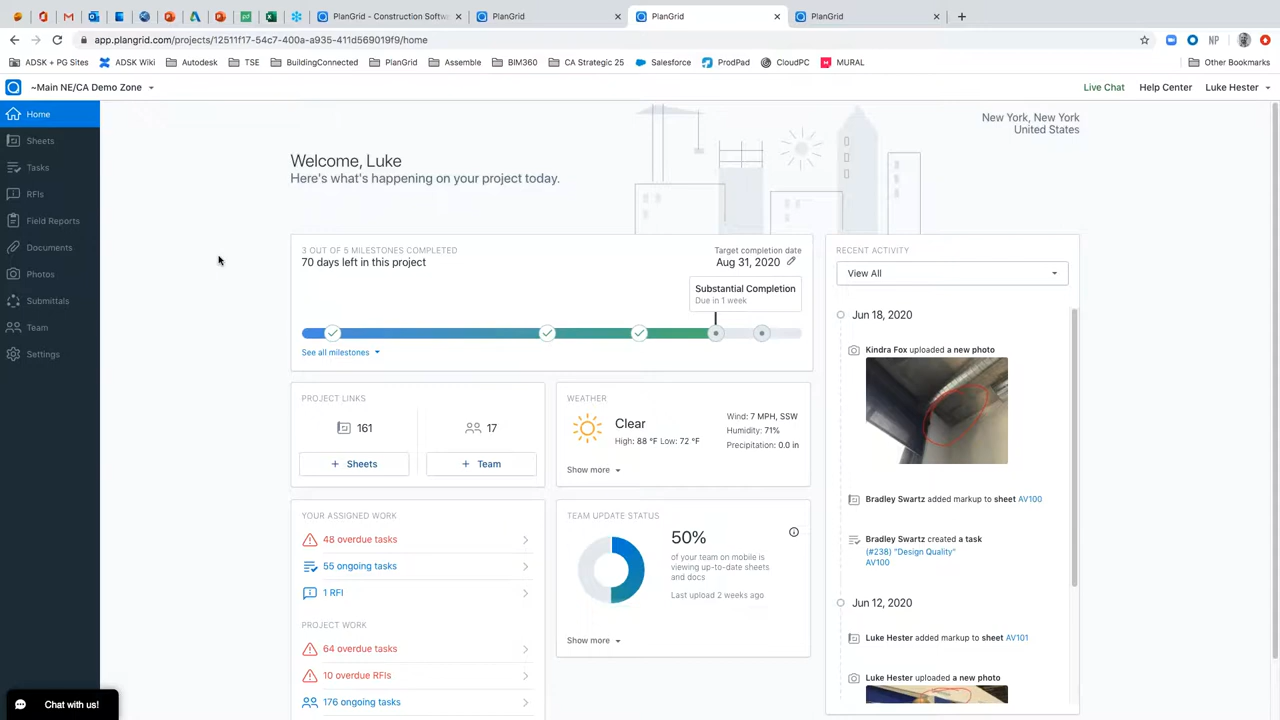 PlanGrid - Construction Softw
PlanGrid
PlanGrid
PlanGrid
app.plangrid.com/projects/12511f17-54c7-400a-a935-411d569019f9/home
NP
ADSK + PG Sites
ADSK Wiki
Autodesk
TSE
BuildingConnected
PlanGrid
Assemble
BIM360
CA Strategic 25
Salesforce
ProdPad
CloudPC
MURAL
Other Bookmarks
~Main NE/CA Demo Zone
Live Chat
Help Center
Luke Hester
Home
Sheets
Tasks
RFIs
Field Reports
Documents
Photos
Submittals
Team
Settings
Chat with us!
New York, New York
United States
Welcome, Luke
Here's what's happening on your project today.
3 OUT OF 5 MILESTONES COMPLETED
70 days left in this project
Target completion date
Aug 31, 2020
Substantial Completion
Due in 1 week
See all milestones
PROJECT LINKS
161
17
+ Sheets
+ Team
WEATHER
Clear
High: 88 °F Low: 72 °F
Wind: 7 MPH, SSW
Humidity: 71%
Precipitation: 0.0 in
Show more
YOUR ASSIGNED WORK
48 overdue tasks
55 ongoing tasks
1 RFI
PROJECT WORK
64 overdue tasks
10 overdue RFIs
176 ongoing tasks
TEAM UPDATE STATUS
50%
of your team on mobile is
viewing up-to-date sheets
and docs
Last upload 2 weeks ago
Show more
RECENT ACTIVITY
View All
Jun 18, 2020
Kindra Fox uploaded a new photo
Bradley Swartz added markup to sheet AV100
Bradley Swartz created a task
(#238) "Design Quality"
AV100
Jun 12, 2020
Luke Hester added markup to sheet AV101
Luke Hester uploaded a new photo